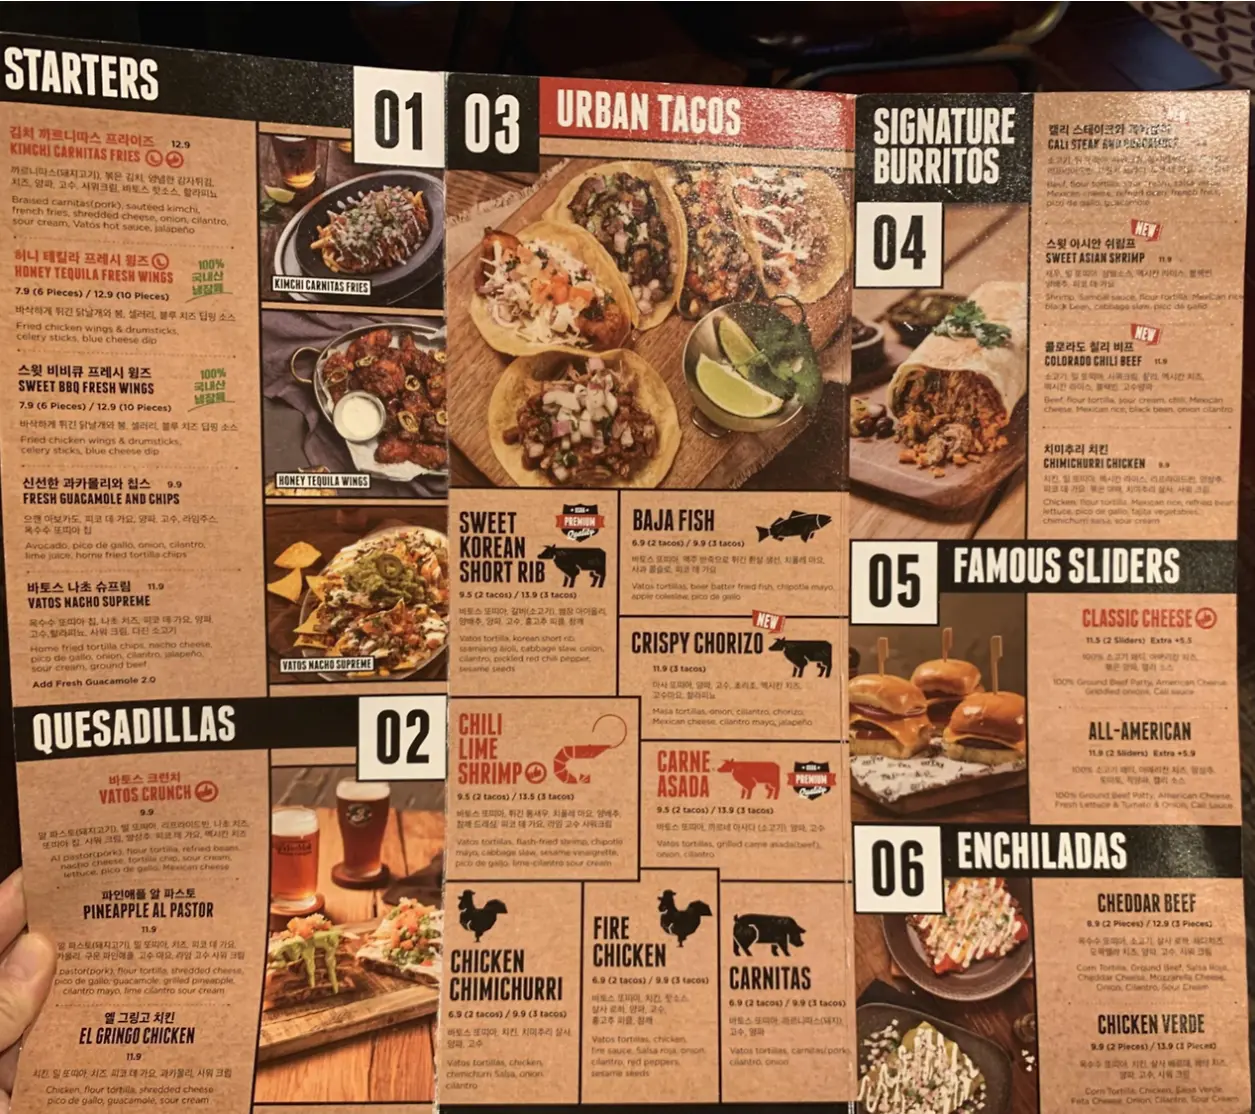 STARTERS
01
김치 까르니따스 프라이즈 12.9
KIMCHI CARNITAS FRIES
까르니따스(돼지고기), 볶은 김치, 양념한 감자튀김,
치즈, 양파, 고수, 사워크림, 바토스 핫소스, 할라피뇨
Braised carnitas(pork), sauteed kimchi,
french fries, shredded cheese, onion, cilantro,
sour cream, Vatos hot sauce, jalapeño
허니 테킬라 프레시 윙즈
HONEY TEQUILA FRESH WINGS
100%
국내산
냉장육
7.9 (6 Pieces) / 12.9 (10 Pieces)
바삭하게 튀긴 닭날개와 봉, 샐러리, 블루 치즈 딥핑 소스
Fried chicken wings & drumsticks,
celery sticks, blue cheese dip
스윗 비비큐 프레시 윙즈
SWEET BBQ FRESH WINGS
100%
국내산
냉장육
7.9 (6 Pieces) / 12.9 (10 Pieces)
바삭하게 튀긴 닭날개와 봉, 샐러리, 블루 치즈 딥핑 소스
Fried chicken wings & drumsticks,
celery sticks, blue cheese dip
신선한 과카몰리와 칩스 9.9
FRESH GUACAMOLE AND CHIPS
으깬 아보카도, 피코 데 가요, 양파, 고수, 라임주스,
옥수수 또띠아 칩
Avocado, pico de gallo, onion, cilantro,
lime juice, home fried tortilla chips
바토스 나초 슈프림 11.9
VATOS NACHO SUPREME
옥수수 또띠아 칩, 나초 치즈, 피코 데 가요, 양파,
고수, 할라피뇨, 사워 크림, 다진 소고기
Home fried tortilla chips, nacho cheese,
pico de gallo, onion, cilantro, jalapeño,
sour cream, ground beef
Add Fresh Guacamole 2.0
KIMCHI CARNITAS FRIES
HONEY TEQUILA WINGS
VATOS NACHO SUPREME
QUESADILLAS
02
바토스 크런치
VATOS CRUNCH
9.9
알 파스토(돼지고기), 밀 또띠아, 리프라이드빈, 나초 치즈,
또띠아 칩, 사워 크림, 양상추, 피코 데 가요, 멕시칸 치즈
Al pastor(pork), flour tortilla, refried beans,
nacho cheese, tortilla chip, sour cream,
lettuce, pico de gallo, Mexican cheese
파인애플 알 파스토
PINEAPPLE AL PASTOR
11.9
알 파스토(돼지고기), 밀 또띠아, 치즈, 피코 데 가요,
구운 파인애플, 고수 마요, 라임 고수 사워 크림
pastor(pork), flour tortilla, shredded cheese,
pico de gallo, guacamole, grilled pineapple,
cilantro mayo, lime cilantro sour cream
엘 그링고 치킨
EL GRINGO CHICKEN
11.9
치킨, 밀 또띠아, 치즈, 피코 데 가요, 과카몰리, 사워 크림
Chicken, flour tortilla, shredded cheese
pico de gallo, guacamole, sour cream
03
URBAN TACOS
SWEET
KOREAN
SHORT RIB
USDA
PREMIUM
Quality
9.5 (2 tacos) / 13.9 (3 tacos)
바토스 또띠아, 갈비(소고기), 쌈장 아이올리,
양배추, 양파, 고수, 홍고추 피클, 참깨
Vatos tortilla, korean short rib,
ssamjang aioli, cabbage slaw, onion,
cilantro, pickled red chili pepper,
sesame seeds
BAJA FISH
6.9 (2 tacos) / 9.9 (3 tacos)
바토스 또띠아, 맥주 반죽으로 튀긴 흰살 생선, 치폴레 마요,
사과 콜슬로, 피코 데 가요
Vatos tortillas, beer batter fried fish, chipotle mayo,
apple coleslaw, pico de gallo
NEW
CRISPY CHORIZO
11.9 (3 tacos)
마사 또띠아, 양파, 고수, 초리조, 멕시칸 치즈,
고수마요, 할라피뇨
Masa tortillas, onion, cilantro, chorizo,
Mexican cheese, cilantro mayo, jalapeño
CHILI
LIME
SHRIMP
9.5 (2 tacos) / 13.5 (3 tacos)
바토스 또띠아, 튀긴 통새우, 치폴레 마요, 양배추,
참깨 드레싱, 피코 데 가요, 라임 고수 사워크림
Vatos tortillas, flash-fried shrimp, chipotle
mayo, cabbage slaw, sesame vinaigrette,
pico de gallo, lime-cilantro sour cream
CARNE
ASADA
USDA
PREMIUM
Quality
9.5 (2 tacos) / 13.9 (3 tacos)
바토스 또띠아, 까르네 아사다 (소고기), 양파, 고수
Vatos tortillas, grilled carne asada(beef),
onion, cilantro
CHICKEN
CHIMICHURRI
6.9 (2 tacos) / 9.9 (3 tacos)
바토스 또띠아, 치킨, 치미추리 살사,
양파, 고수
Vatos tortillas, chicken,
chimichurri Salsa, onion,
cilantro
FIRE
CHICKEN
6.9 (2 tacos) / 9.9 (3 tacos)
바토스 또띠아, 치킨, 핫소스,
살사 로하, 양파, 고수,
홍고추 피클, 참깨
Vatos tortillas, chicken,
fire sauce, Salsa roja, onion,
cilantro, red peppers,
sesame seeds
CARNITAS
6.9 (2 tacos) / 9.9 (3 tacos)
바토스 또띠아, 까르니따스(돼지),
고수, 양파
Vatos tortillas, carnitas(pork),
cilantro, onion
SIGNATURE
BURRITOS
04
캘리 스테이크와
CALI STEAK AND
Beef, flour tortilla,
Mexican cheese, refried bean,
pico de gallo, guacamole
NEW
스윗 아시안 쉬림프
SWEET ASIAN SHRIMP 11.9
Shrimp, Sambal sauce, flour tortilla, Mexican rice,
black bean, cabbage slaw, pico de gallo
NEW
콜로라도 칠리 비프
COLORADO CHILI BEEF 11.9
소고기, 밀 또띠아, 사워크림, 칠리, 멕시칸 치즈,
멕시칸 라이스, 블랙빈, 고수양파
Beef, flour tortilla, sour cream, chili, Mexican
cheese, Mexican rice, black bean, onion cilantro
치미추리 치킨
CHIMICHURRI CHICKEN 9.9
치킨, 밀 또띠아, 멕시칸 라이스, 리프라이드빈, 양상추,
피코 데 가요, 볶은 야채, 치미추리 살사, 사워 크림
Chicken, flour tortilla, Mexican rice, refried bean,
lettuce, pico de gallo, fajita vegetables,
chimichurri salsa, sour cream
05
FAMOUS SLIDERS
CLASSIC CHEESE
11.5 (2 Sliders) Extra +5.5
100% 소고기 패티, 아메리칸 치즈,
볶은 양파, 캘리 소스
100% Ground Beef Patty, American Cheese,
Griddled onions, Cali sauce
ALL-AMERICAN
11.9 (2 Sliders) Extra +5.9
100% 소고기 패티, 아메리칸 치즈, 양상추,
토마토, 적양파, 캘리 소스
100% Ground Beef Patty, American Cheese,
Fresh Lettuce & Tomato & Onion, Cali sauce
06
ENCHILADAS
CHEDDAR BEEF
8.9 (2 Pieces) / 12.9 (3 Pieces)
옥수수 또띠아, 소고기, 살사 로하, 체다치즈,
모짜렐라 치즈, 양파, 고수, 사워 크림
Corn Tortilla, Ground Beef, Salsa Roja,
Cheddar Cheese, Mozzarella Cheese,
Onion, Cilantro, Sour Cream
CHICKEN VERDE
9.9 (2 Pieces) / 13.9 (3 Pieces)
옥수수 또띠아, 치킨, 살사 베르데, 페타 치즈,
양파, 고수, 사워 크림
Corn Tortilla, Chicken, Salsa Verde,
Feta Cheese, Onion, Cilantro, Sour Cream